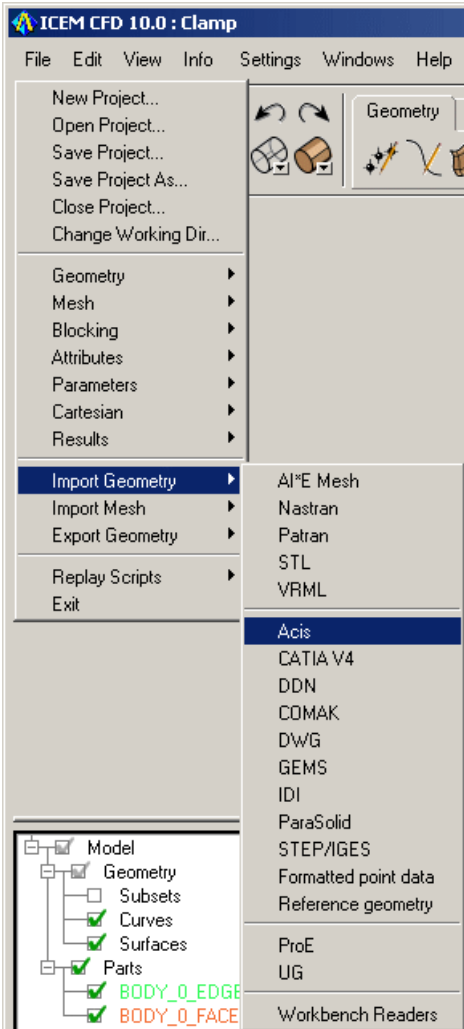 ICEM CFD 10.0 : Clamp
File Edit View Info Settings Windows Help
New Project...
Open Project...
Save Project...
Save Project As...
Close Project...
Change Working Dir...
Geometry
Geometry
Mesh
Blocking
Attributes
Parameters
Cartesian
Results
Import Geometry
Import Mesh
Export Geometry
Replay Scripts
Exit
AI*E Mesh
Nastran
Patran
STL
VRML
Acis
CATIA V4
DDN
COMAK
DWG
GEMS
IDI
ParaSolid
STEP/IGES
Formatted point data
Reference geometry
ProE
UG
Workbench Readers
Model
Geometry
Subsets
Curves
Surfaces
Parts
BODY_0_EDGE
BODY_0_FACE